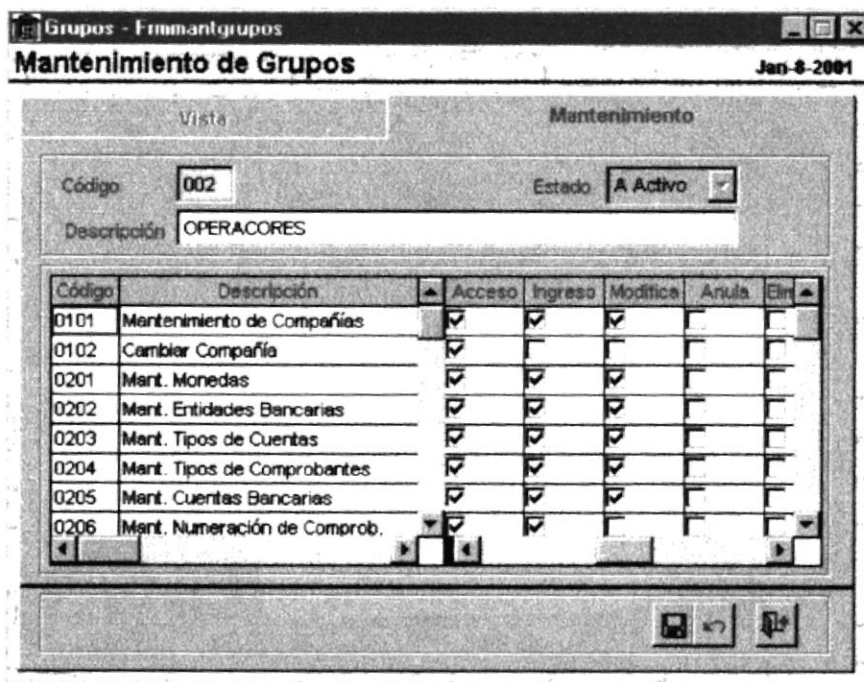 Grupos - Frmmantgrupos
Mantenimiento de Grupos Jan-8-2001
Vista Mantenimiento
Código 002 Estado A Activo
Descripción OPERACORES
Código Descripción Acceso Ingreso Modifica Anula Elim
0101 Mantenimiento de Compañías
0102 Cambiar Compañía
0201 Mant. Monedas
0202 Mant. Entidades Bancarias
0203 Mant. Tipos de Cuentas
0204 Mant. Tipos de Comprobantes
0205 Mant. Cuentas Bancarias
0206 Mant. Numeración de Comprob.